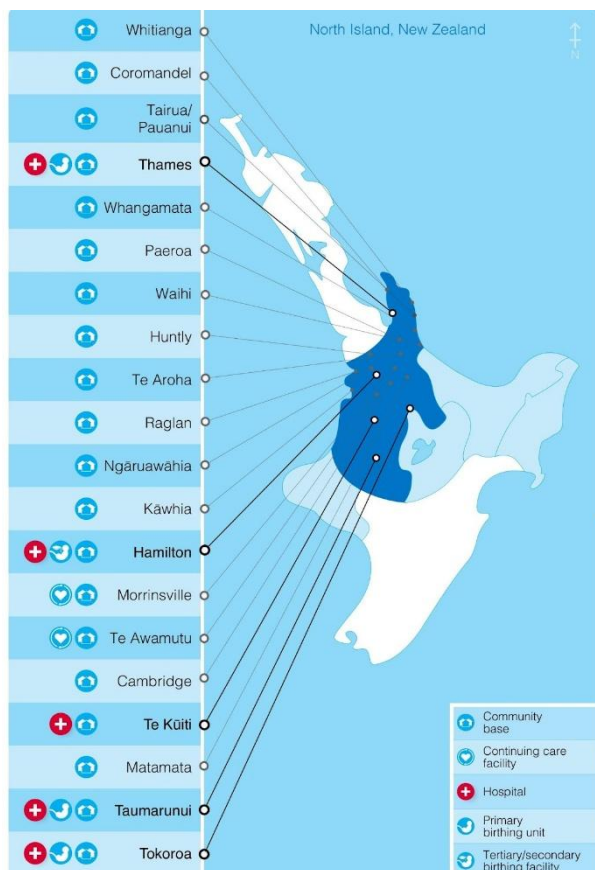 Whitianga
North Island, New Zealand
N
Coromandel
Tairua/
Pauanui
Thames
Whangamata
Paeroa
Waihi
Huntly
Te Aroha
Raglan
Ngāruawāhia
Kāwhia
Hamilton
Morrinsville
Te Awamutu
Cambridge
Te Kūiti
Matamata
Taumarunui
Tokoroa
Community
base
Continuing care
facility
Hospital
Primary
birthing unit
Tertiary/secondary
birthing facility